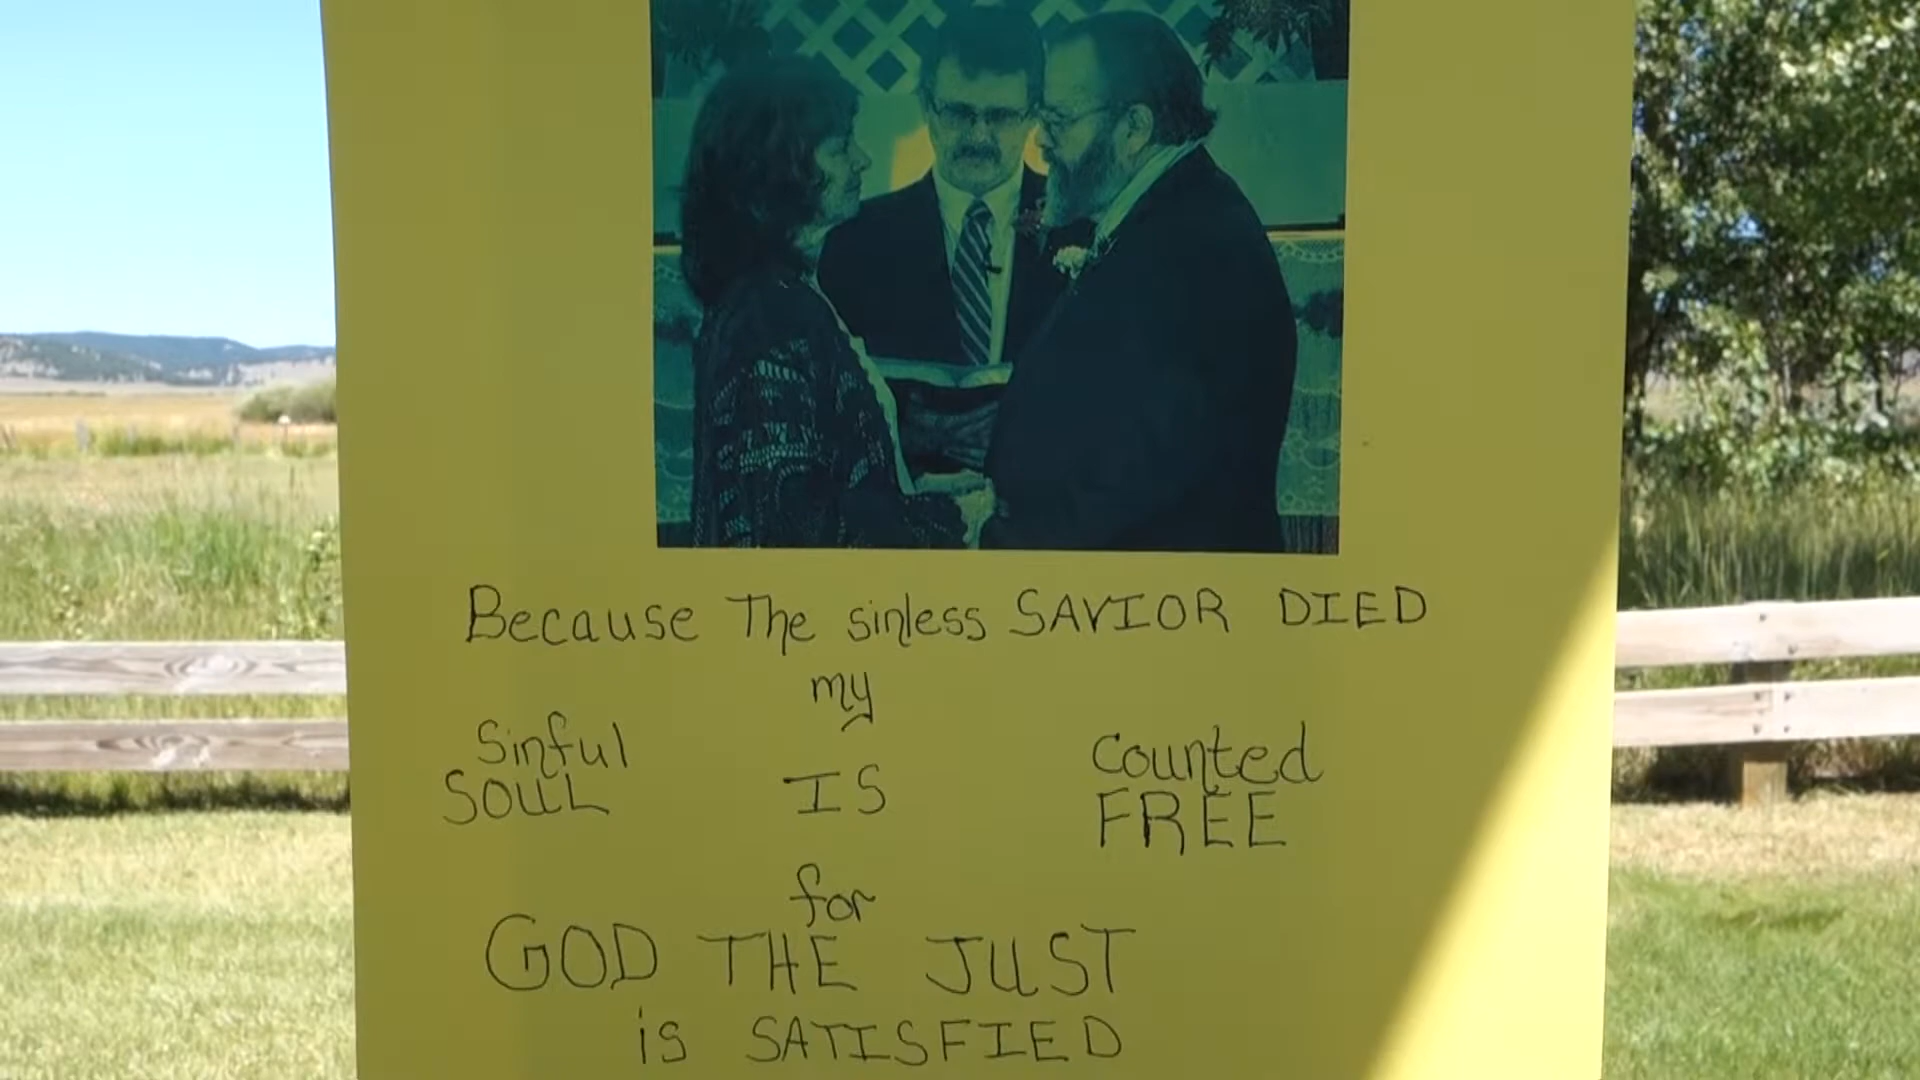 Because The sinless SAVIOR DIED
my
Sinful IS Counted
SOUL FREE
for
GOD THE JUST
is SATISFIED